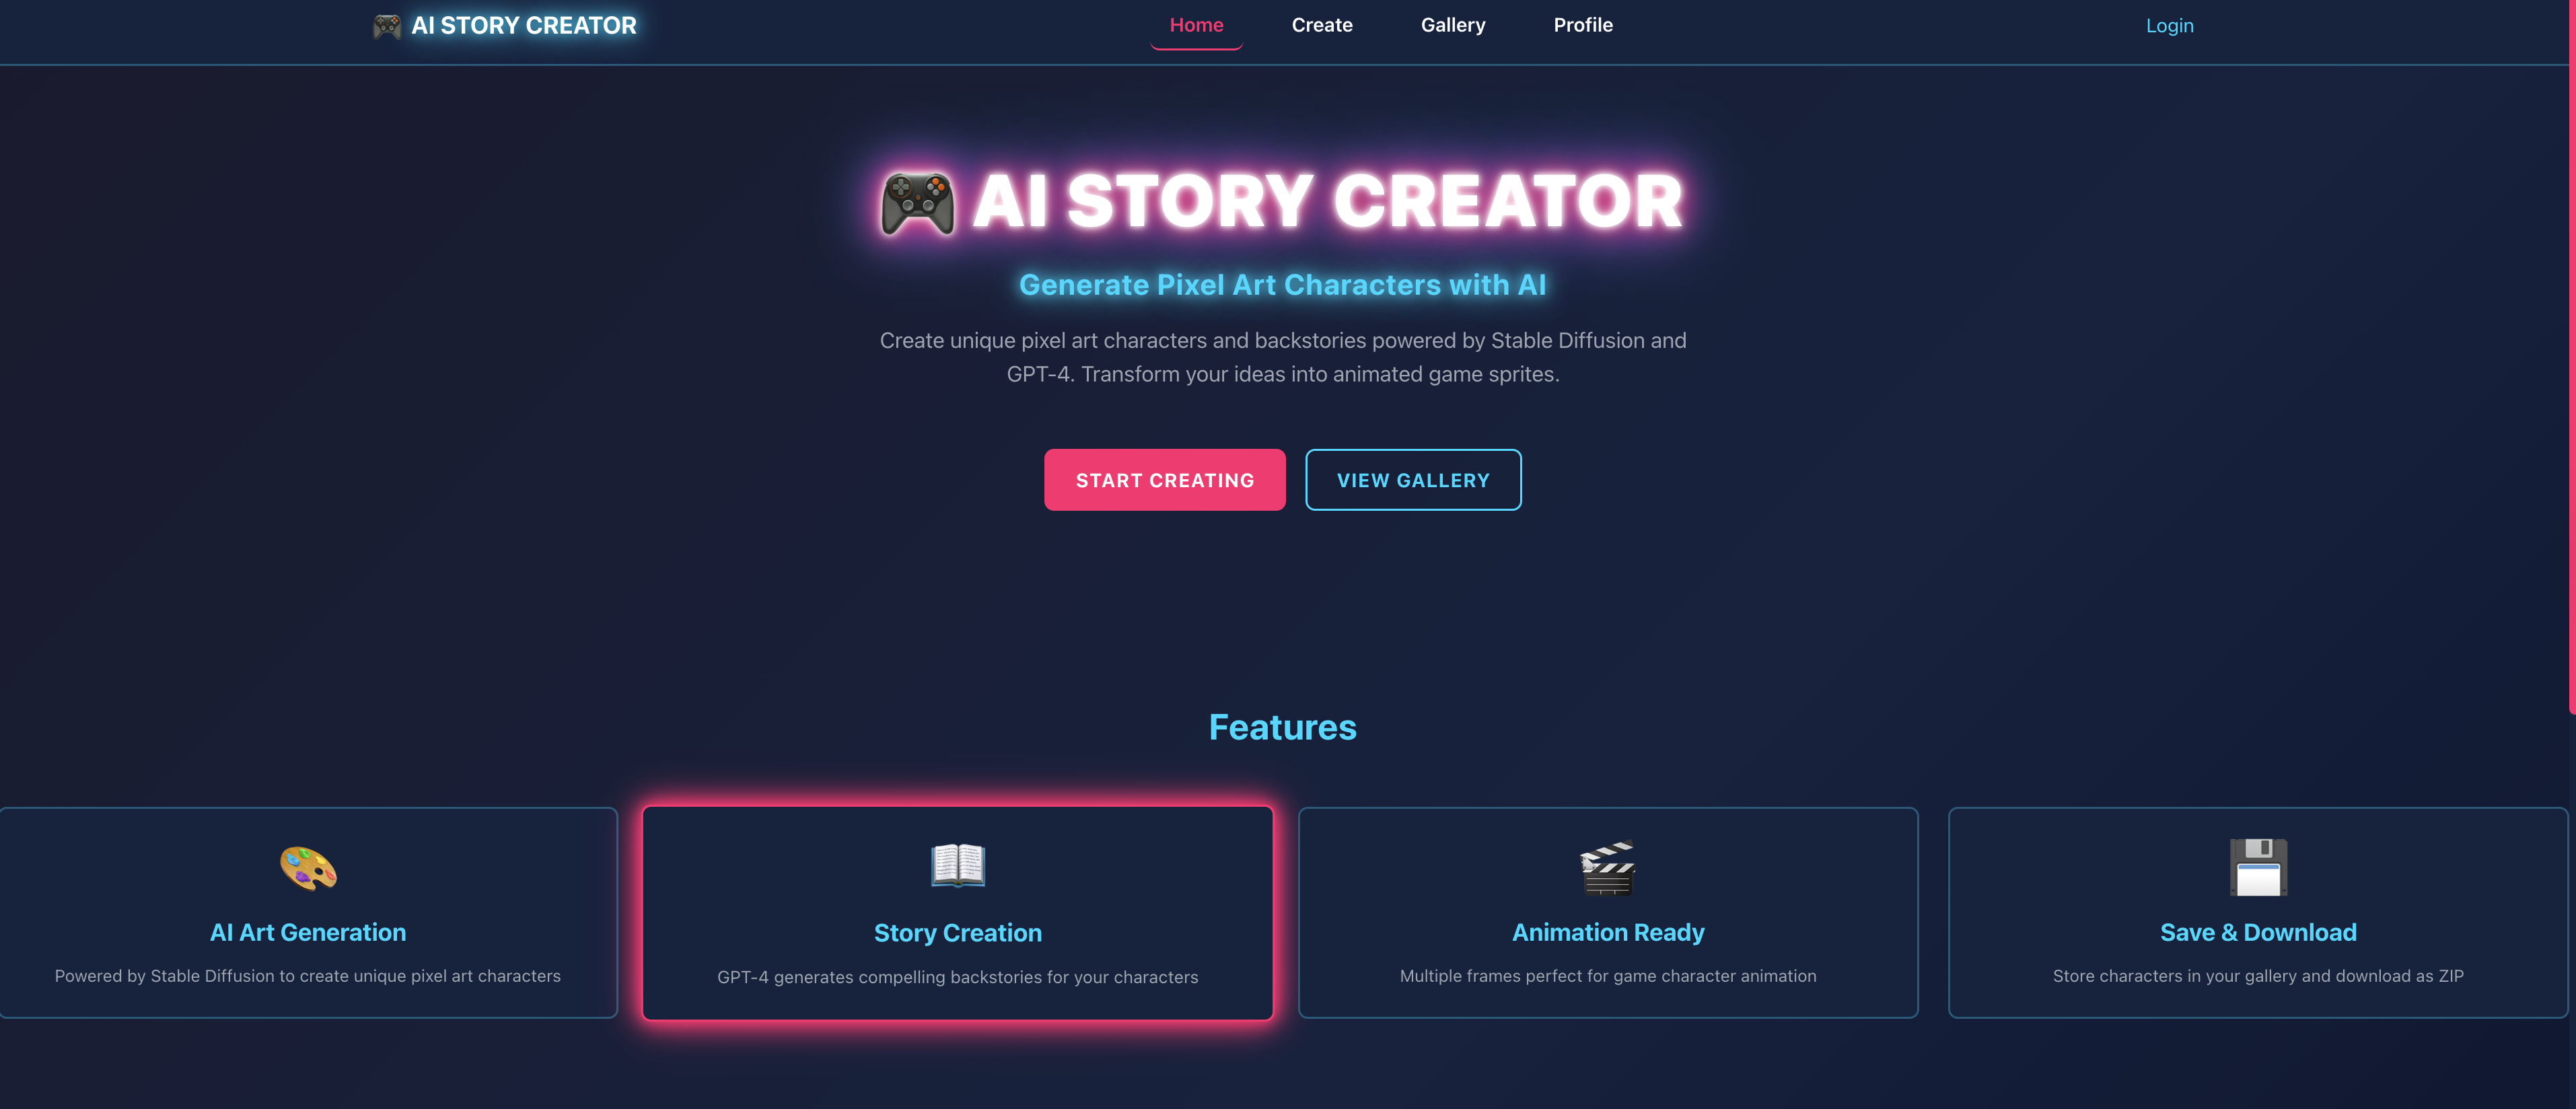 AI STORY CREATOR
Home
Create
Gallery
Profile
Login
AI STORY CREATOR
Generate Pixel Art Characters with AI
Create unique pixel art characters and backstories powered by Stable Diffusion and
GPT-4. Transform your ideas into animated game sprites.
START CREATING
VIEW GALLERY
Features
AI Art Generation
Powered by Stable Diffusion to create unique pixel art characters
Story Creation
GPT-4 generates compelling backstories for your characters
Animation Ready
Multiple frames perfect for game character animation
Save & Download
Store characters in your gallery and download as ZIP